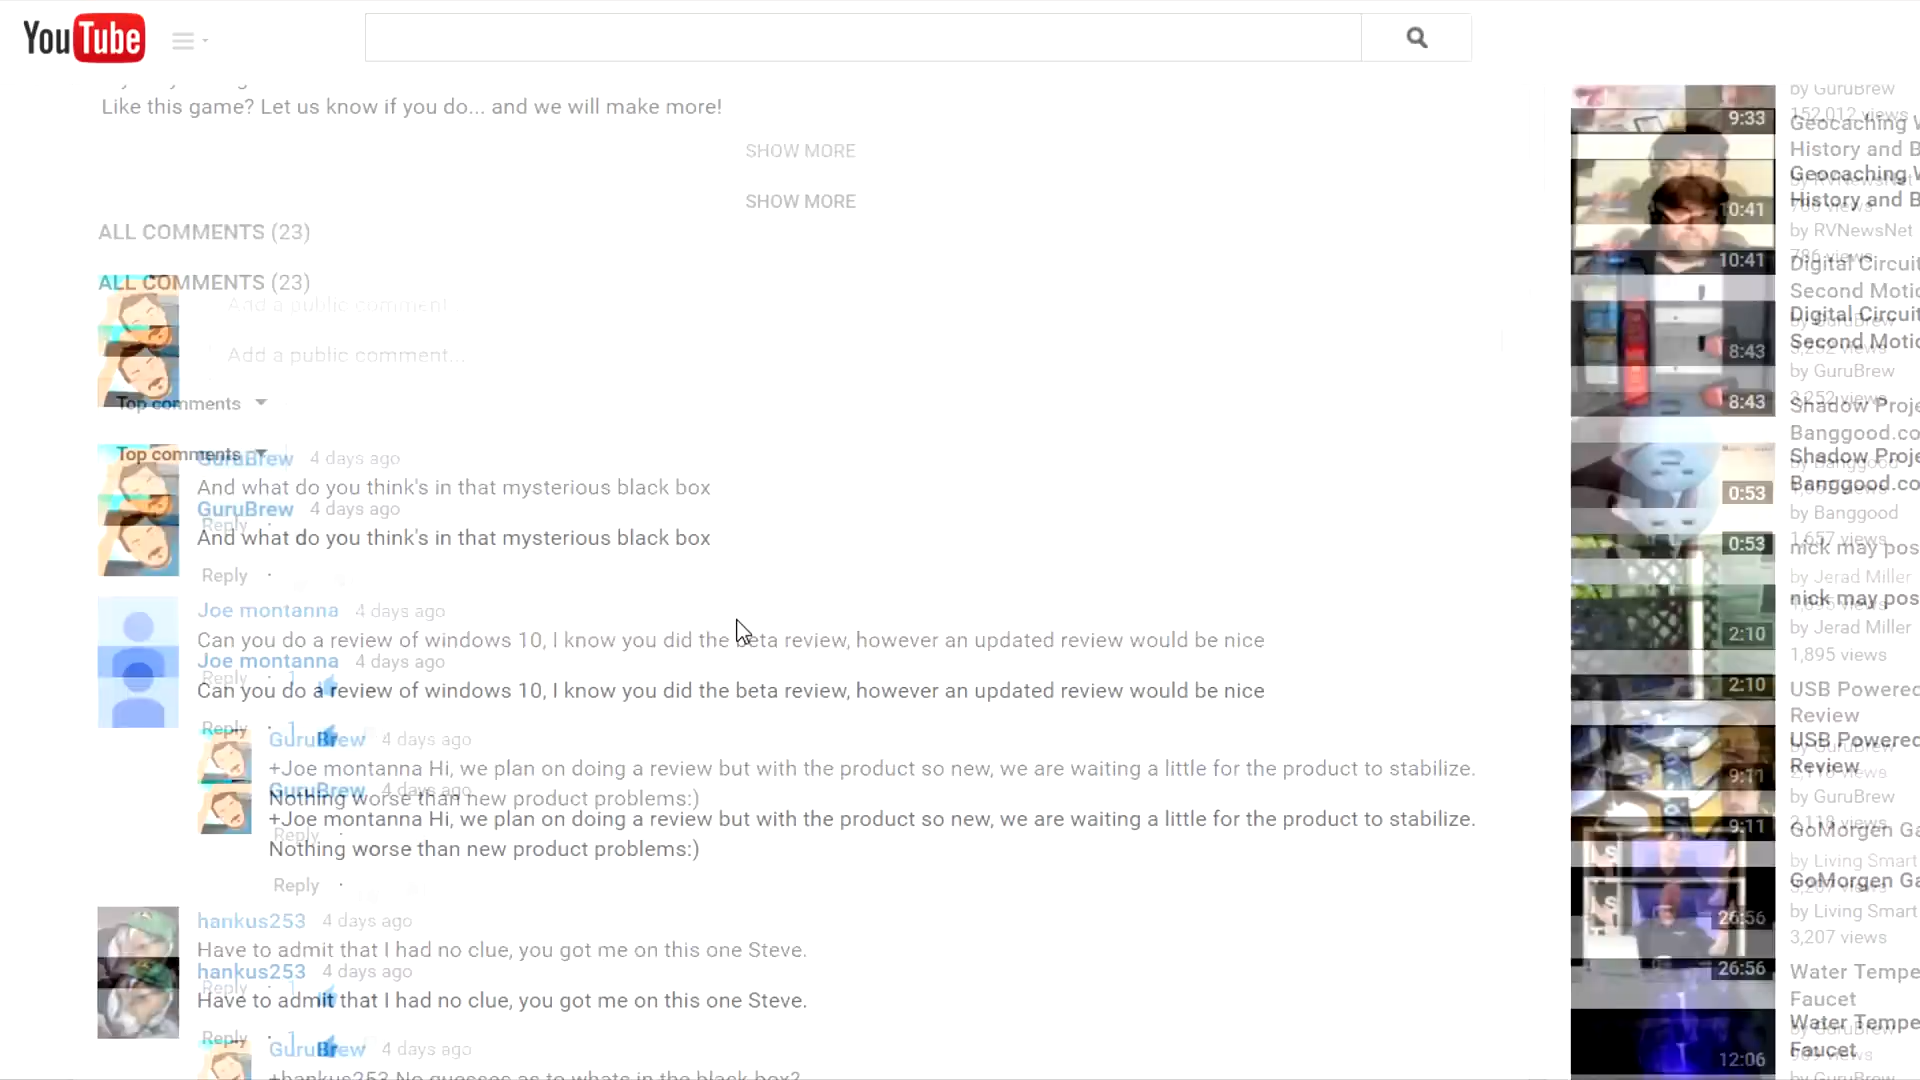 YouTube
Like this game? Let us know if you do... and we will make more!
SHOW MORE
SHOW MORE
ALL COMMENTS (23)
ALL COMMENTS (23)
Add a public comment
Add a public comment...
Top comments
Top comments
GuruBrew 4 days ago
And what do you think's in that mysterious black box
GuruBrew 4 days ago
Reply
And what do you think's in that mysterious black box
Reply
Joe montanna 4 days ago
Can you do a review of windows 10, I know you did the beta review, however an updated review would be nice
Joe montanna 4 days ago
Reply 1
Can you do a review of windows 10, I know you did the beta review, however an updated review would be nice
Reply 1
GuruBrew 4 days ago
+Joe montanna Hi, we plan on doing a review but with the product so new, we are waiting a little for the product to stabilize.
GuruBrew 4 days ago
Nothing worse than new product problems:)
+Joe montanna Hi, we plan on doing a review but with the product so new, we are waiting a little for the product to stabilize.
Reply
Nothing worse than new product problems:)
Reply
hankus253 4 days ago
Have to admit that I had no clue, you got me on this one Steve.
hankus253 4 days ago
Reply 1
Have to admit that I had no clue, you got me on this one Steve.
Reply 1
GuruBrew 4 days ago
+hankus253 No guesses as to whats in the black box?
by GuruBrew
152,012 views
9:33
Geocaching
History and
Geocaching
History and
10:41
by RVNewsNet
786 views
10:41
Digital
Second
Digital
Second
8:43
by GuruBrew
3,252 views
8:43
Shadow
Banggood.co
Shadow
Banggood.co
0:53
by Banggood
1,657 views
0:53
nick may
by Jerad Miller
nick may
by Jerad Miller
2:10
1,895 views
2:10
USB Powered
Review
USB Powered
Review
9:11
by GuruBrew
2,118 views
9:11
GoMorgen
by Living Smart
GoMorgen
by Living Smart
26:56
3,207 views
26:56
Water
Faucet
Water
Faucet
12:06
by GuruBrew